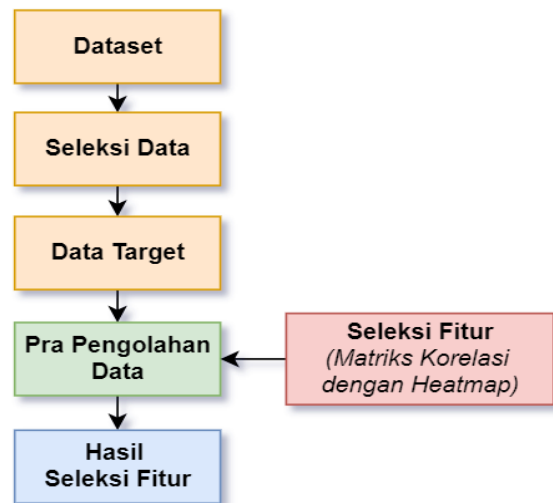 Dataset
Seleksi Data
Data Target
Pra Pengolahan
Data
Seleksi Fitur
(Matriks Korelasi
dengan Heatmap)
Hasil
Seleksi Fitur